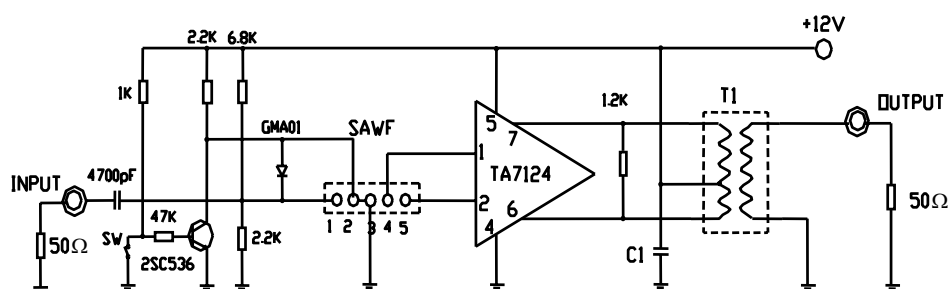 +12V
2.2K 6.8K
1K
GMA01
SAWF
1.2K
T1
OUTPUT
INPUT
4700pF
5
7
1
TA7124
2
6
4
1 2 3 4 5
47K
SW
2SC536
2.2K
50Ω
C1
50Ω